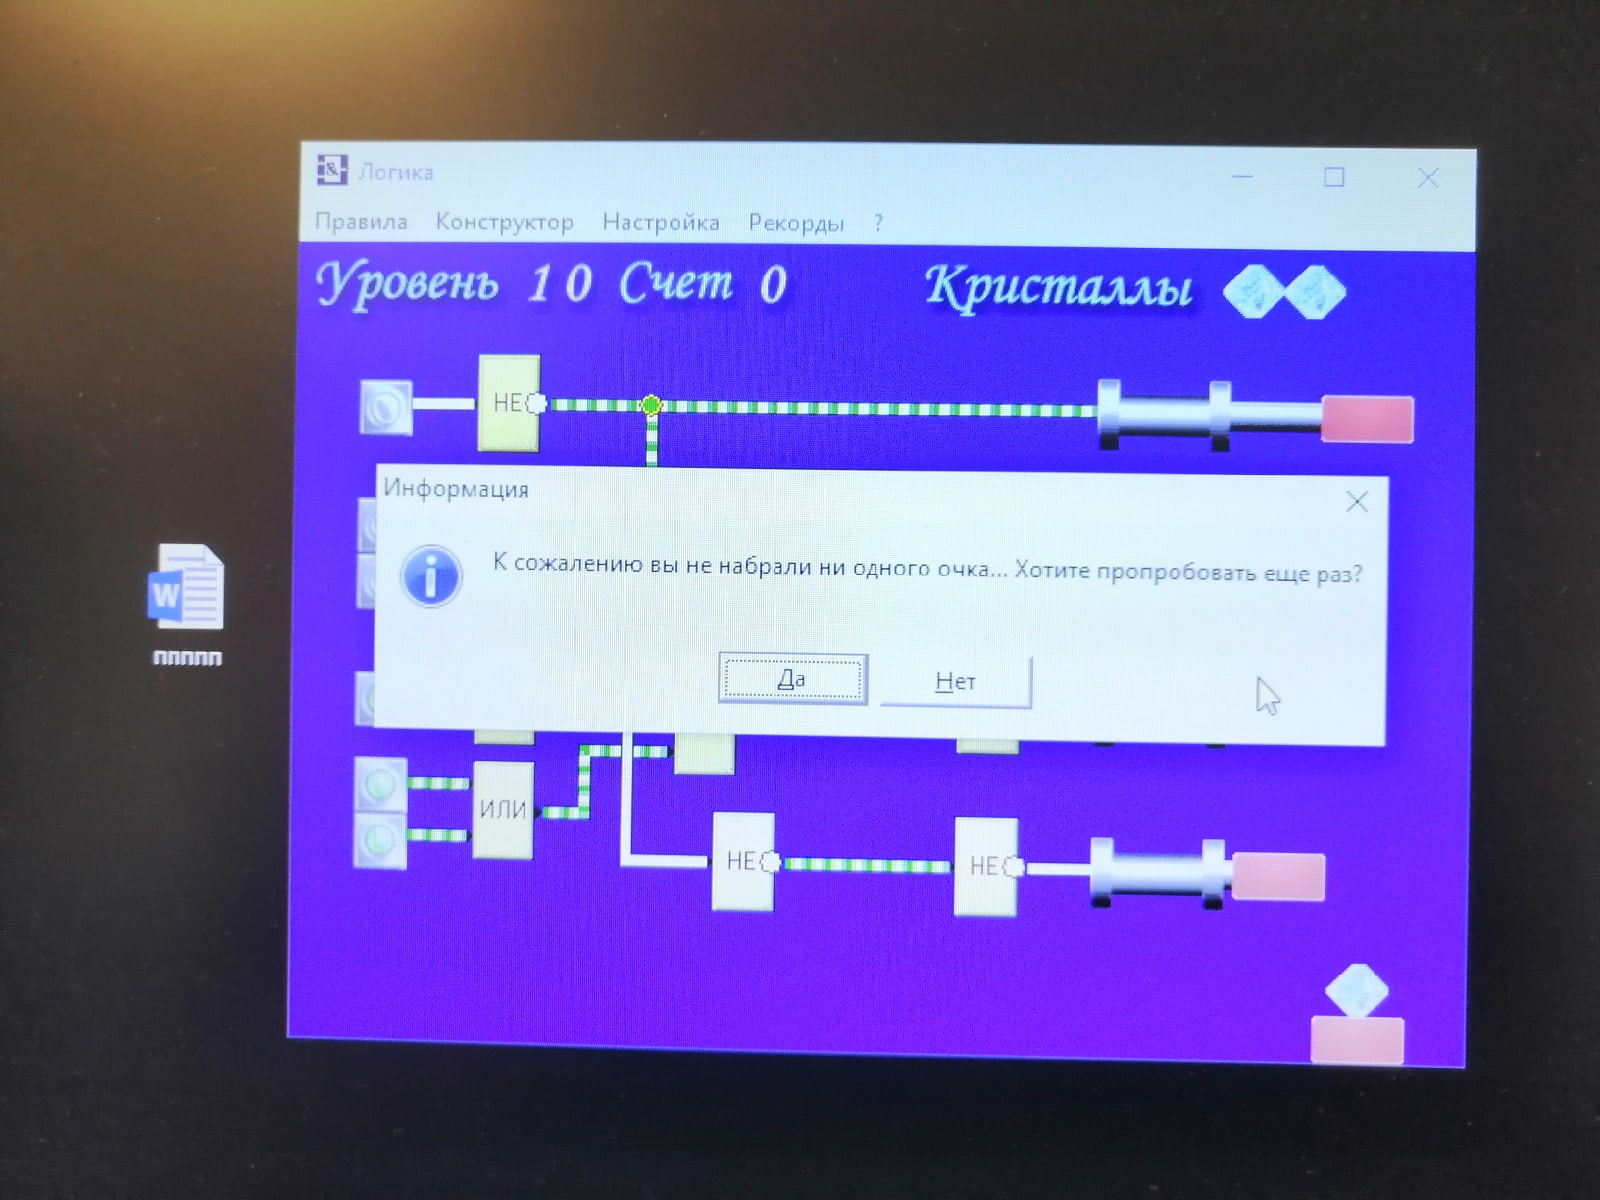 Логика
Правила Конструктор Настройка Рекорды ?
Уровень 10 Счет 0 Кристаллы
НЕ
Информация
К сожалению вы не набрали ни одного очка... Хотите пропробовать еще раз?
Да Нет
W
ппппп
ИЛИ
НЕ НЕ